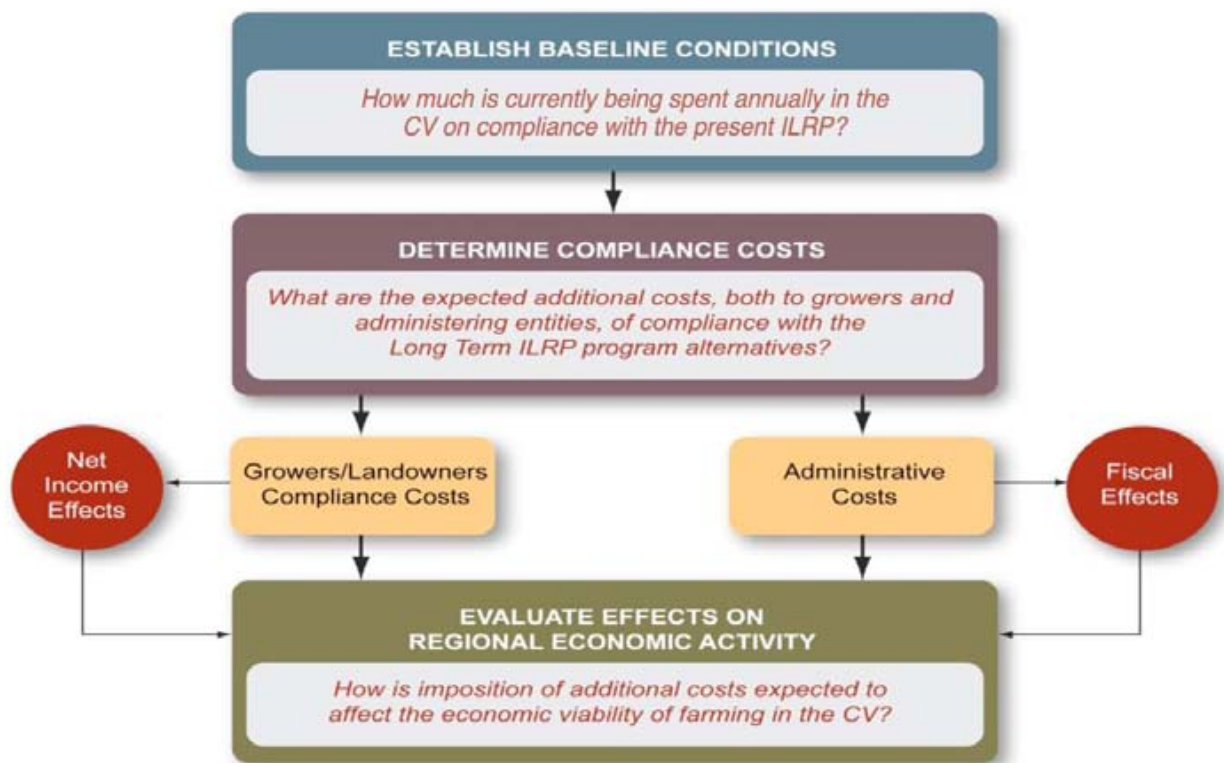 ESTABLISH BASELINE CONDITIONS
How much is currently being spent annually in the
CV on compliance with the present ILRP?
DETERMINE COMPLIANCE COSTS
What are the expected additional costs, both to growers and
administering entities, of compliance with the
Long Term ILRP program alternatives?
Net
Income
Effects
Growers/Landowners
Compliance Costs
Administrative
Costs
Fiscal
Effects
EVALUATE EFFECTS ON
REGIONAL ECONOMIC ACTIVITY
How is imposition of additional costs expected to
affect the economic viability of farming in the CV?